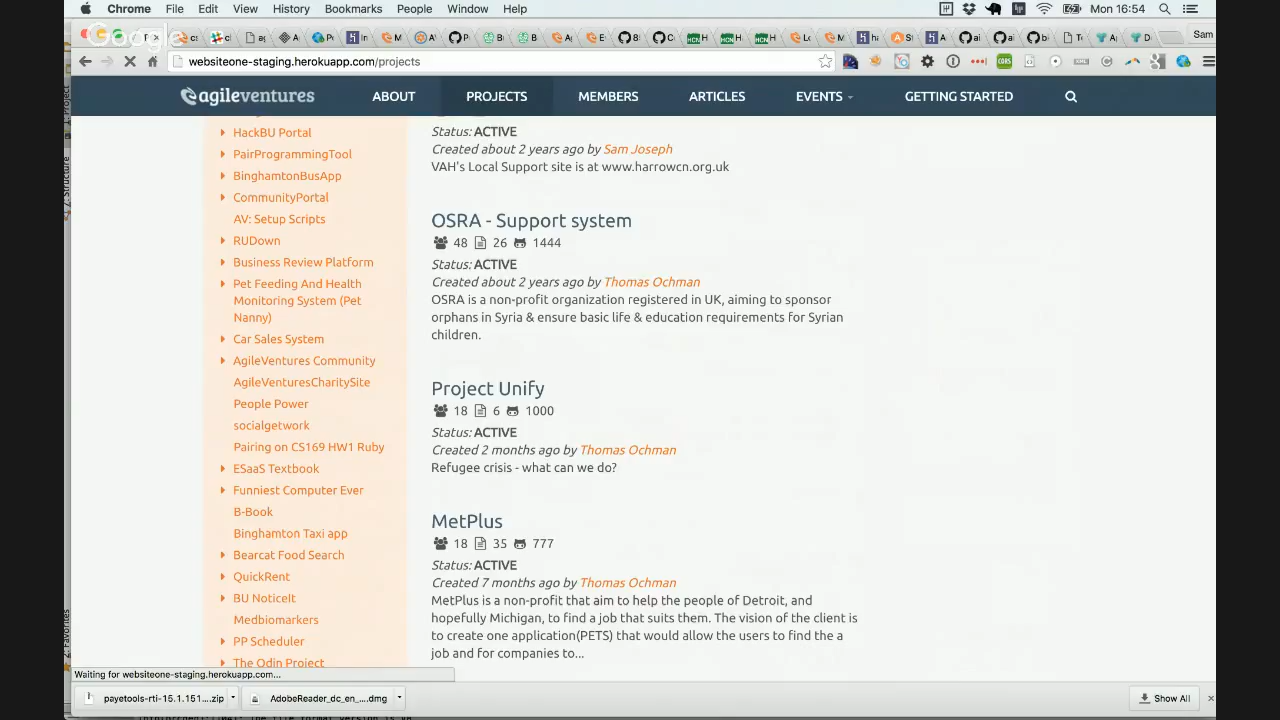 Chrome File Edit View History Bookmarks People Window Help Mon 16:54
Google
Sam
websiteone-staging.herokuapp.com/projects
agileventures ABOUT PROJECTS MEMBERS ARTICLES EVENTS GETTING STARTED
HackBU Portal
PairProgrammingTool
BinghamtonBusApp
CommunityPortal
AV: Setup Scripts
RUDown
Business Review Platform
Pet Feeding And Health
Monitoring System (Pet
Nanny)
Car Sales System
AgileVentures Community
AgileVenturesCharitySite
People Power
socialgetwork
Pairing on CS169 HW1 Ruby
ESaaS Textbook
Funniest Computer Ever
B-Book
Binghamton Taxi app
Bearcat Food Search
QuickRent
BU NoticeIt
Medbiomarkers
PP Scheduler
The Odin Project
Status: ACTIVE
Created about 2 years ago by Sam Joseph
VAH's Local Support site is at www.harrowcn.org.uk
OSRA - Support system
48 26 1444
Status: ACTIVE
Created about 2 years ago by Thomas Ochman
OSRA is a non-profit organization registered in UK, aiming to sponsor
orphans in Syria & ensure basic life & education requirements for Syrian
children.
Project Unify
18 6 1000
Status: ACTIVE
Created 2 months ago by Thomas Ochman
Refugee crisis - what can we do?
MetPlus
18 35 777
Status: ACTIVE
Created 7 months ago by Thomas Ochman
MetPlus is a non-profit that aim to help the people of Detroit, and
hopefully Michigan, to find a job that suits them. The vision of the client is
to create one application(PETS) that would allow the users to find the a
job and for companies to...
Waiting for websiteone-staging.herokuapp.com...
payetools-rti-15.1.151....zip AdobeReader_dc_en_....dmg Show All